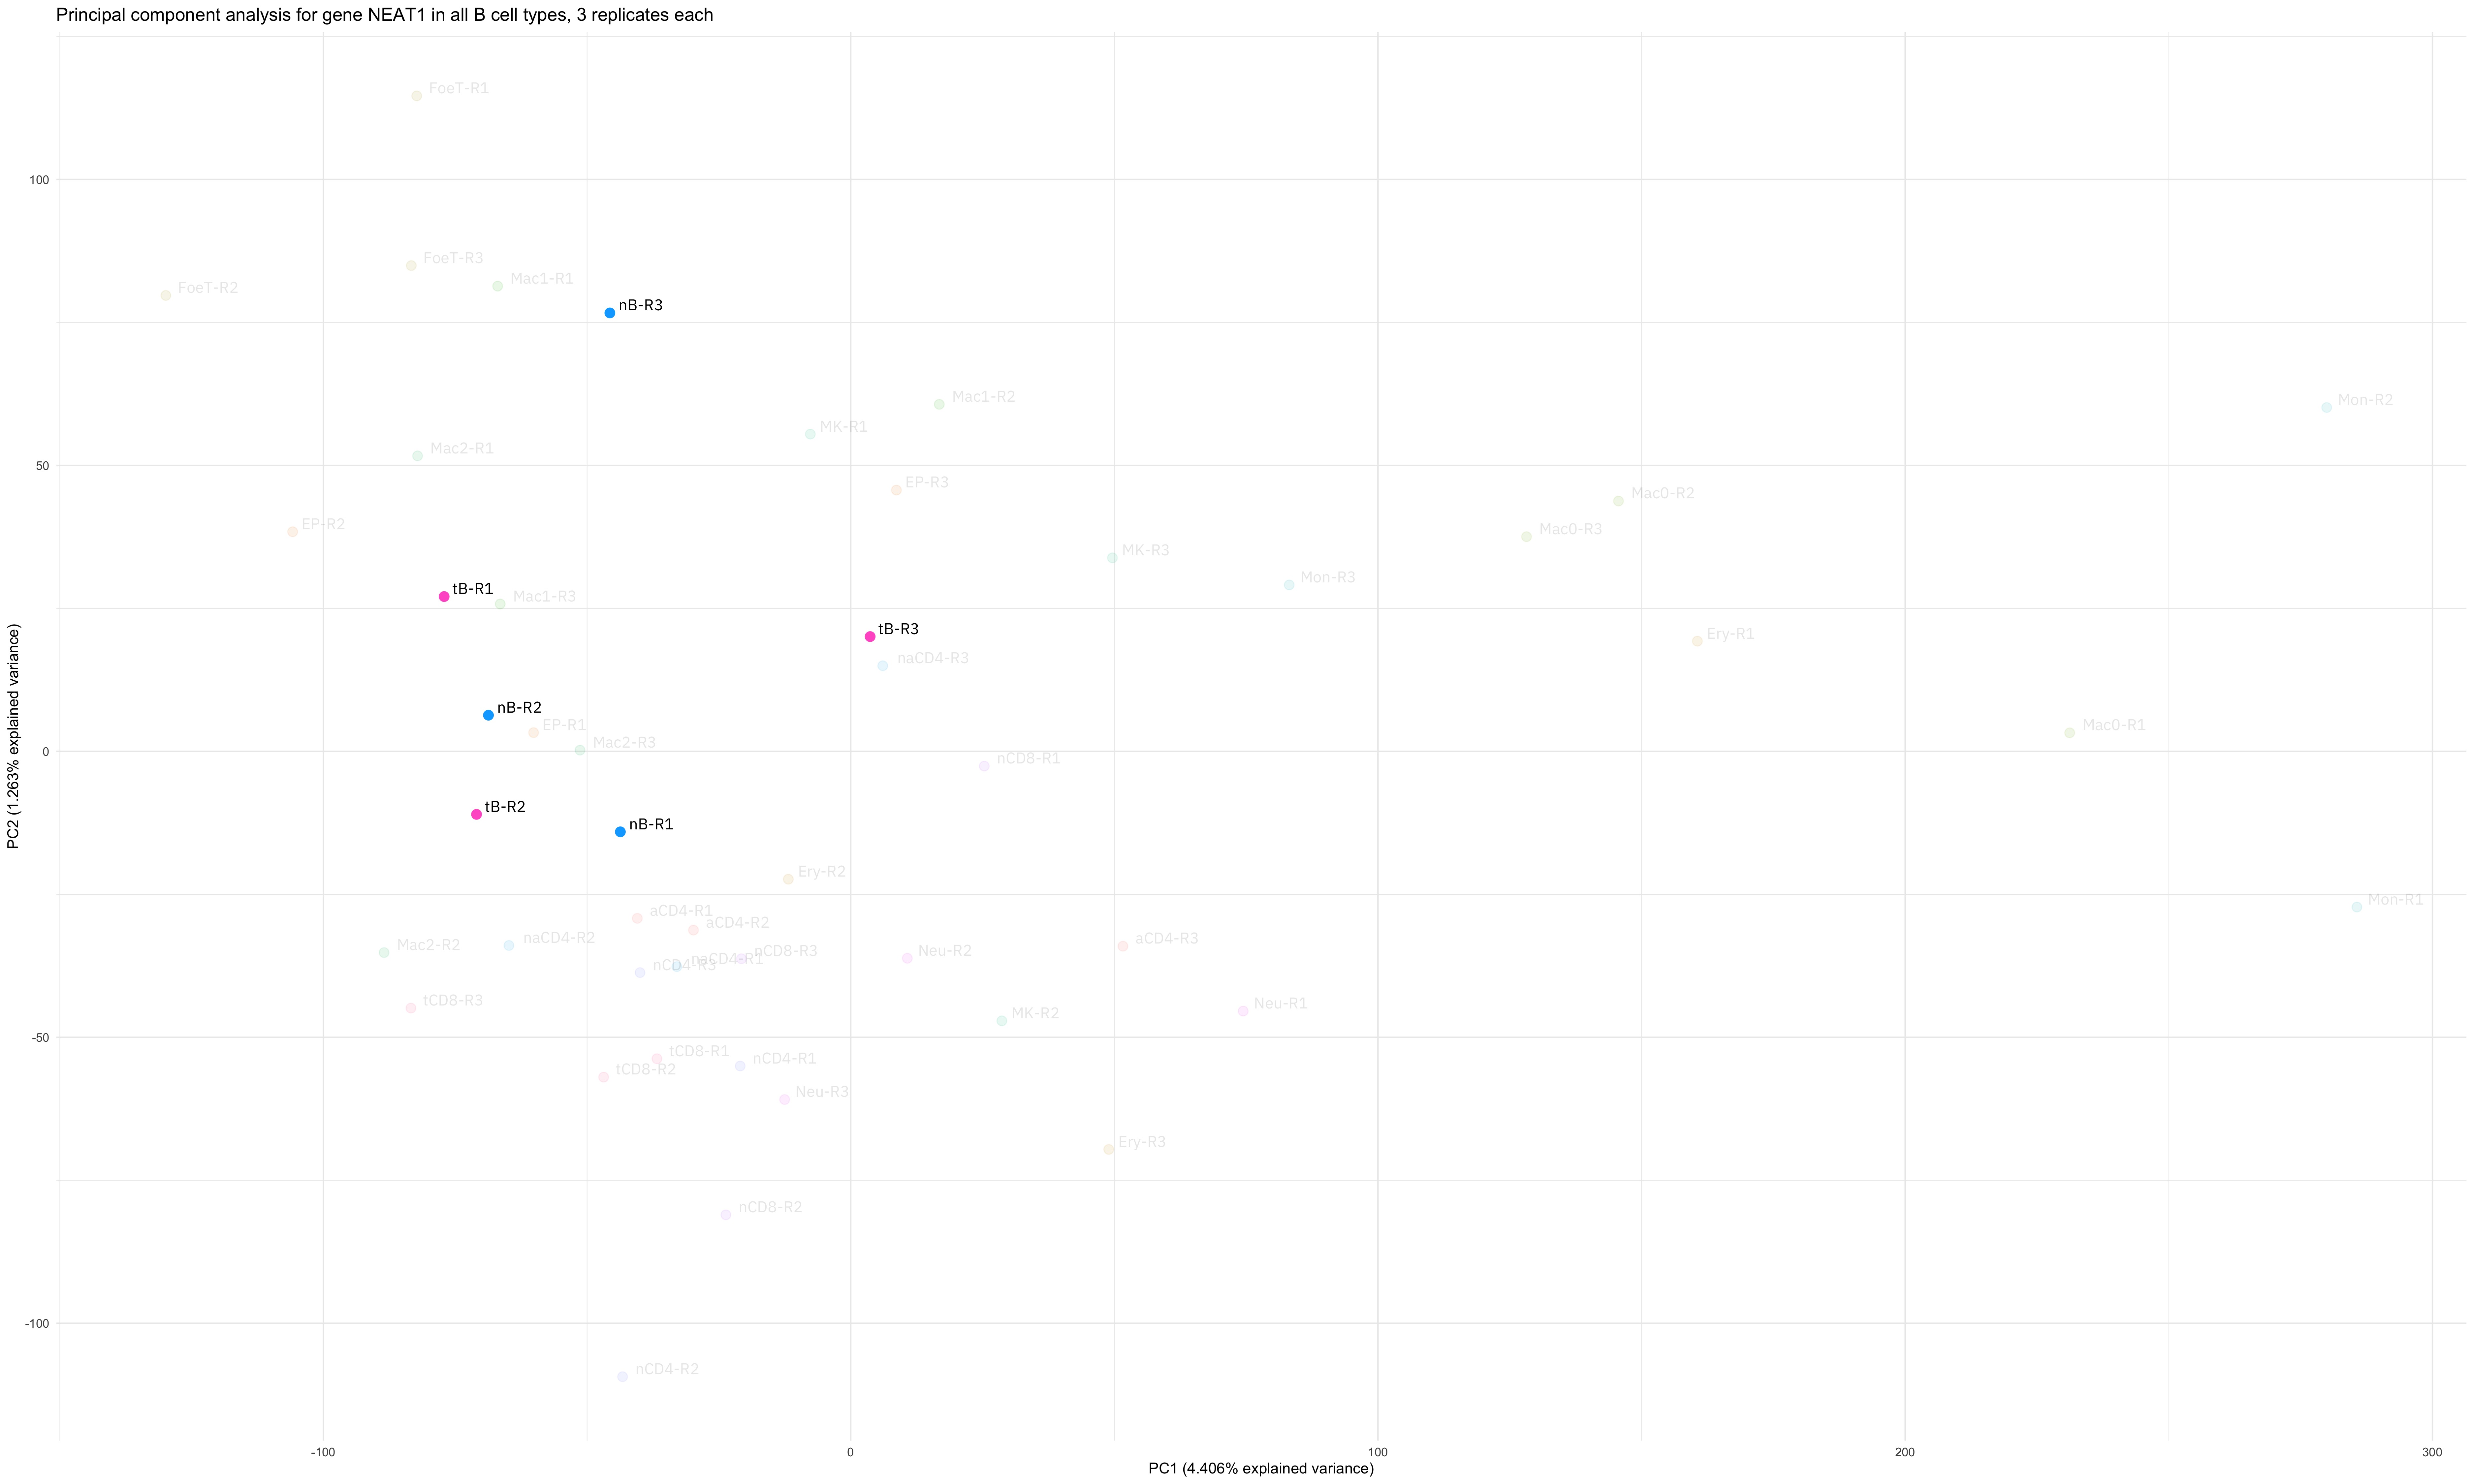 Principal component analysis for gene NEAT1 in all B cell types, 3 replicates each
FoeT-R1
100
FoeT-R3
Mac1-R1
FoeT-R2
nB-R3
Mac1-R2
Mon-R2
MK-R1
Mac2-R1
50
EP-R3
Mac0-R2
EP-R2
Mac0-R3
MK-R3
Mon-R3
tB-R1
Mac1-R3
tB-R3
Ery-R1
naCD4-R3
nB-R2
EP-R1
Mac0-R1
Mac2-R3
0
nCD8-R1
tB-R2
nB-R1
Ery-R2
Mon-R1
aCD4-R1
aCD4-R2
naCD4-R2
aCD4-R3
Mac2-R2
nCD8-R3
Neu-R2
naCD4-R1
nCD4-R3
tCD8-R3
Neu-R1
MK-R2
-50
tCD8-R1
nCD4-R1
tCD8-R2
Neu-R3
Ery-R3
nCD8-R2
-100
nCD4-R2
-100 0 100 200 300
PC1 (4.406% explained variance)
PC2 (1.263% explained variance)